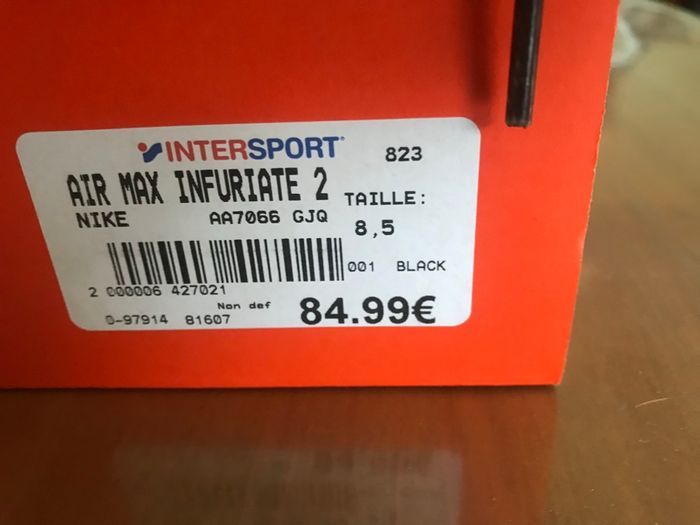 INTERSPORT 823
AIR MAX INFURIATE 2
TAILLE:
NIKE AA7066 GJQ
8,5
001 BLACK
2 000006 427021
Non def
84.99€
0-97914 81607